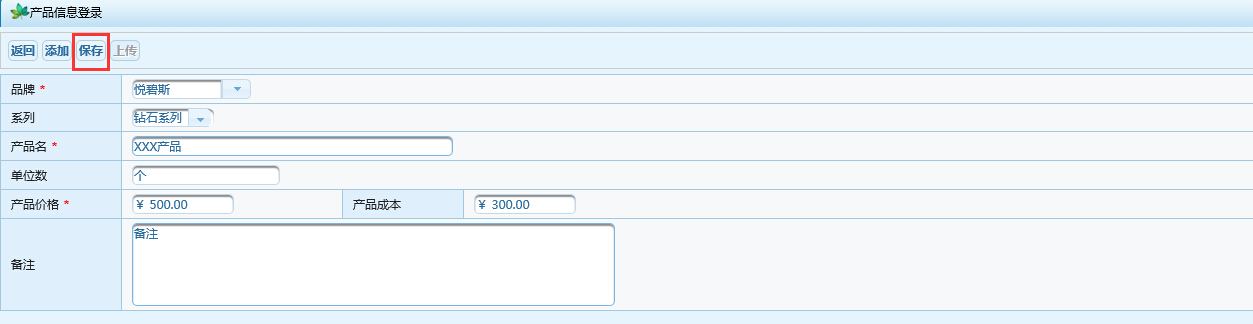 产品信息登录
返回 添加 保存 上传
品牌 * 悦碧斯
系列 钻石系列
产品名 * XXX产品
单位数 个
产品价格 * ¥ 500.00 产品成本 ¥ 300.00
备注 备注